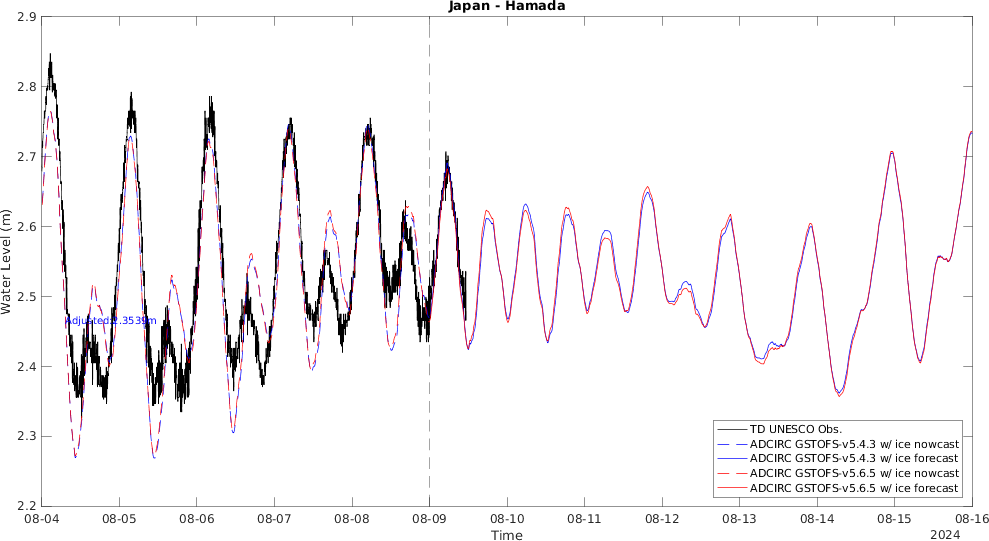 Japan - Hamada
2.9
2.8
2.7
2.6
2.5
2.4
2.3
2.2
Water Level (m)
08-04 08-05 08-06 08-07 08-08 08-09 08-10 08-11 08-12 08-13 08-14 08-15 08-16
Time
2024
TD UNESCO Obs.
ADCIRC GSTOFS-v5.4.3 w/ ice nowcast
ADCIRC GSTOFS-v5.4.3 w/ ice forecast
ADCIRC GSTOFS-v5.6.5 w/ ice nowcast
ADCIRC GSTOFS-v5.6.5 w/ ice forecast